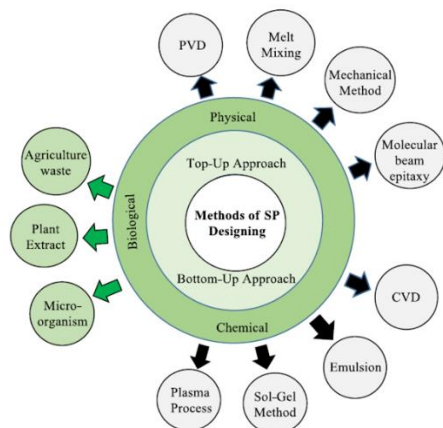 PVD
Melt
Mixing
Mechanical
Method
Molecular
beam
epitaxy
Physical
Top-Up Approach
Agriculture
waste
Plant
Extract
Micro-
organism
Biological
Methods of SP
Designing
Bottom-Up Approach
Chemical
CVD
Emulsion
Sol-Gel
Method
Plasma
Process